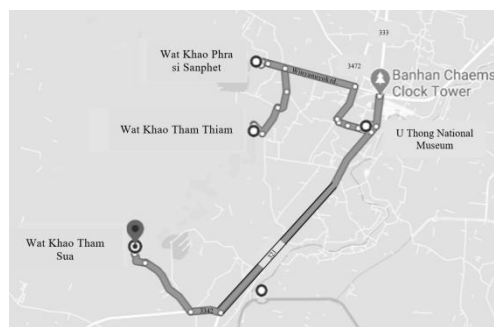 333
3472
Wat Khao Phra
si Sanphet
Banhan Chaems
Clock Tower
Wat Khao Tham Thiam
U Thong National
Museum
Wat Khao Tham
Sua
321
3342